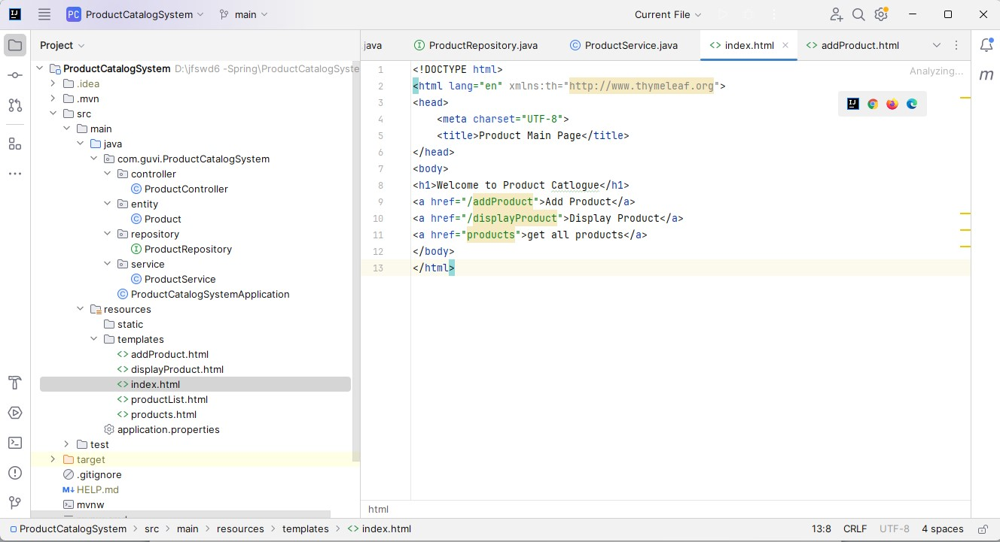 PC ProductCatalogSystem main Current File
Project
java ProductRepository.java ProductService.java index.html addProduct.html
ProductCatalogSystem D:\jfswd6 -Spring\ProductCatalogSyste
.idea
.mvn
src
main
java
com.guvi.ProductCatalogSystem
controller
ProductController
entity
Product
repository
ProductRepository
service
ProductService
ProductCatalogSystemApplication
resources
static
templates
addProduct.html
displayProduct.html
index.html
productList.html
products.html
application.properties
test
target
.gitignore
HELP.md
mvnw
Analyzing...
1 <!DOCTYPE html>
2 <html lang="en" xmlns:th="http://www.thymeleaf.org">
3 <head>
4 <meta charset="UTF-8">
5 <title>Product Main Page</title>
6 </head>
7 <body>
8 <h1>Welcome to Product Catlogue</h1>
9 <a href="/addProduct">Add Product</a>
10 <a href="/displayProduct">Display Product</a>
11 <a href="products">get all products</a>
12 </body>
13 </html>
html
ProductCatalogSystem > src > main > resources > templates > index.html 13:8 CRLF UTF-8 4 spaces